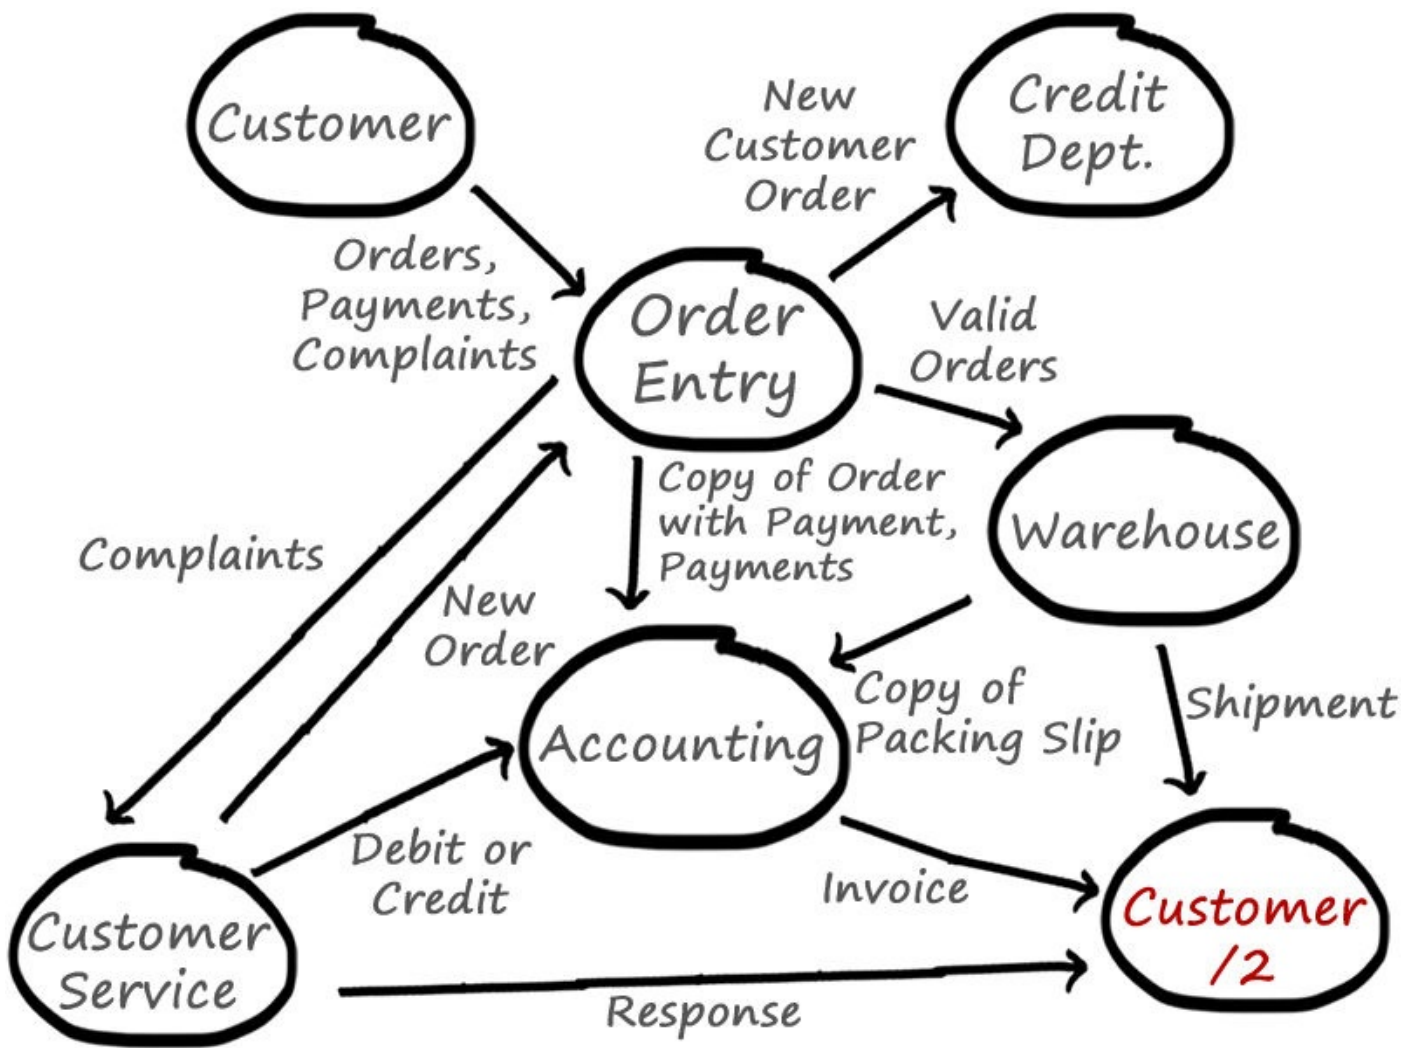 Customer
Credit
Dept.
New
Customer
Order
Orders,
Payments,
Complaints
Order
Entry
Valid
Orders
Copy of Order
with Payment,
Payments
Warehouse
Complaints
New
Order
Copy of
Packing Slip
Shipment
Accounting
Debit or
Credit
Invoice
Customer
/2
Customer
Service
Response